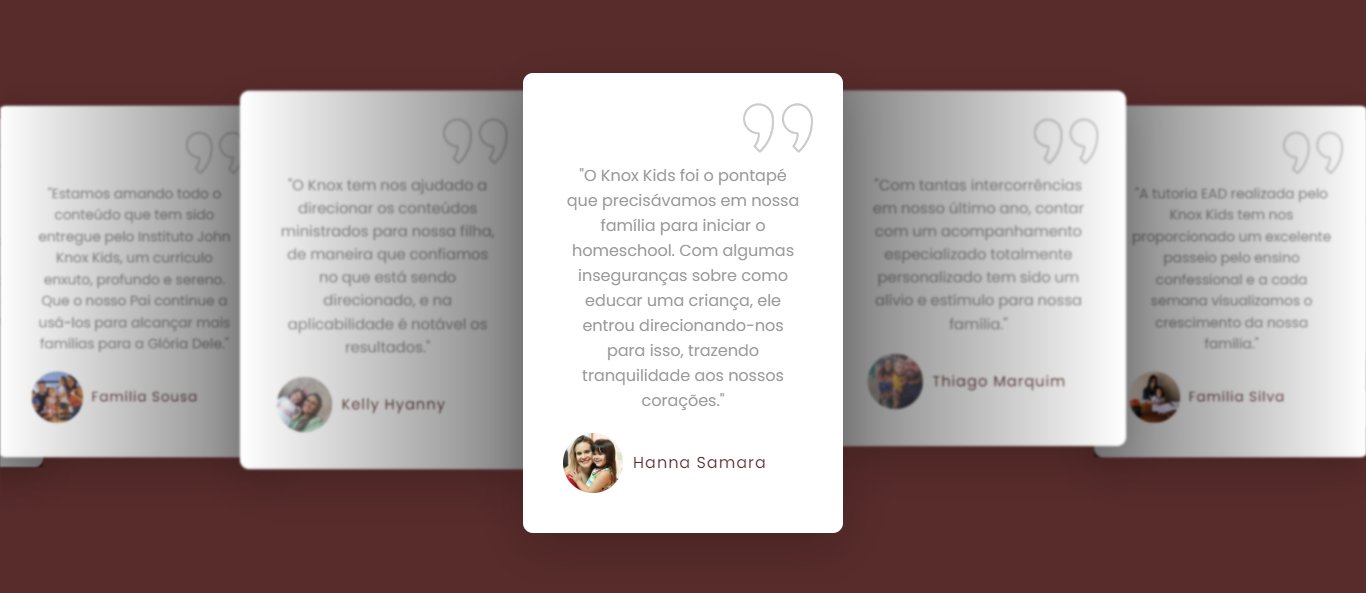 "Estamos amando todo o
conteúdo que tem sido
entregue pelo Instituto John
Knox Kids, um currículo
enxuto, profundo e sereno.
Que o nosso Pai continue a
usá-los para alcançar mais
famílias para a Glória Dele."
Família Sousa
"O Knox tem nos ajudado a
direcionar os conteúdos
ministrados para nossa filha,
de maneira que confiamos
no que está sendo
direcionado, e na
aplicabilidade é notável os
resultados."
Kelly Hyanny
"O Knox Kids foi o pontapé
que precisávamos em nossa
família para iniciar o
homeschool. Com algumas
inseguranças sobre como
educar uma criança, ele
entrou direcionando-nos
para isso, trazendo
tranquilidade aos nossos
corações."
Hanna Samara
"Com tantas intercorrências
em nosso último ano, contar
com um acompanhamento
especializado totalmente
personalizado tem sido um
alívio e estímulo para nossa
família."
Thiago Marquim
"A tutoria EAD realizada pelo
Knox Kids tem nos
proporcionado um excelente
passeio pelo ensino
confessional e a cada
semana visualizamos o
crescimento da nossa
família."
Família Silva